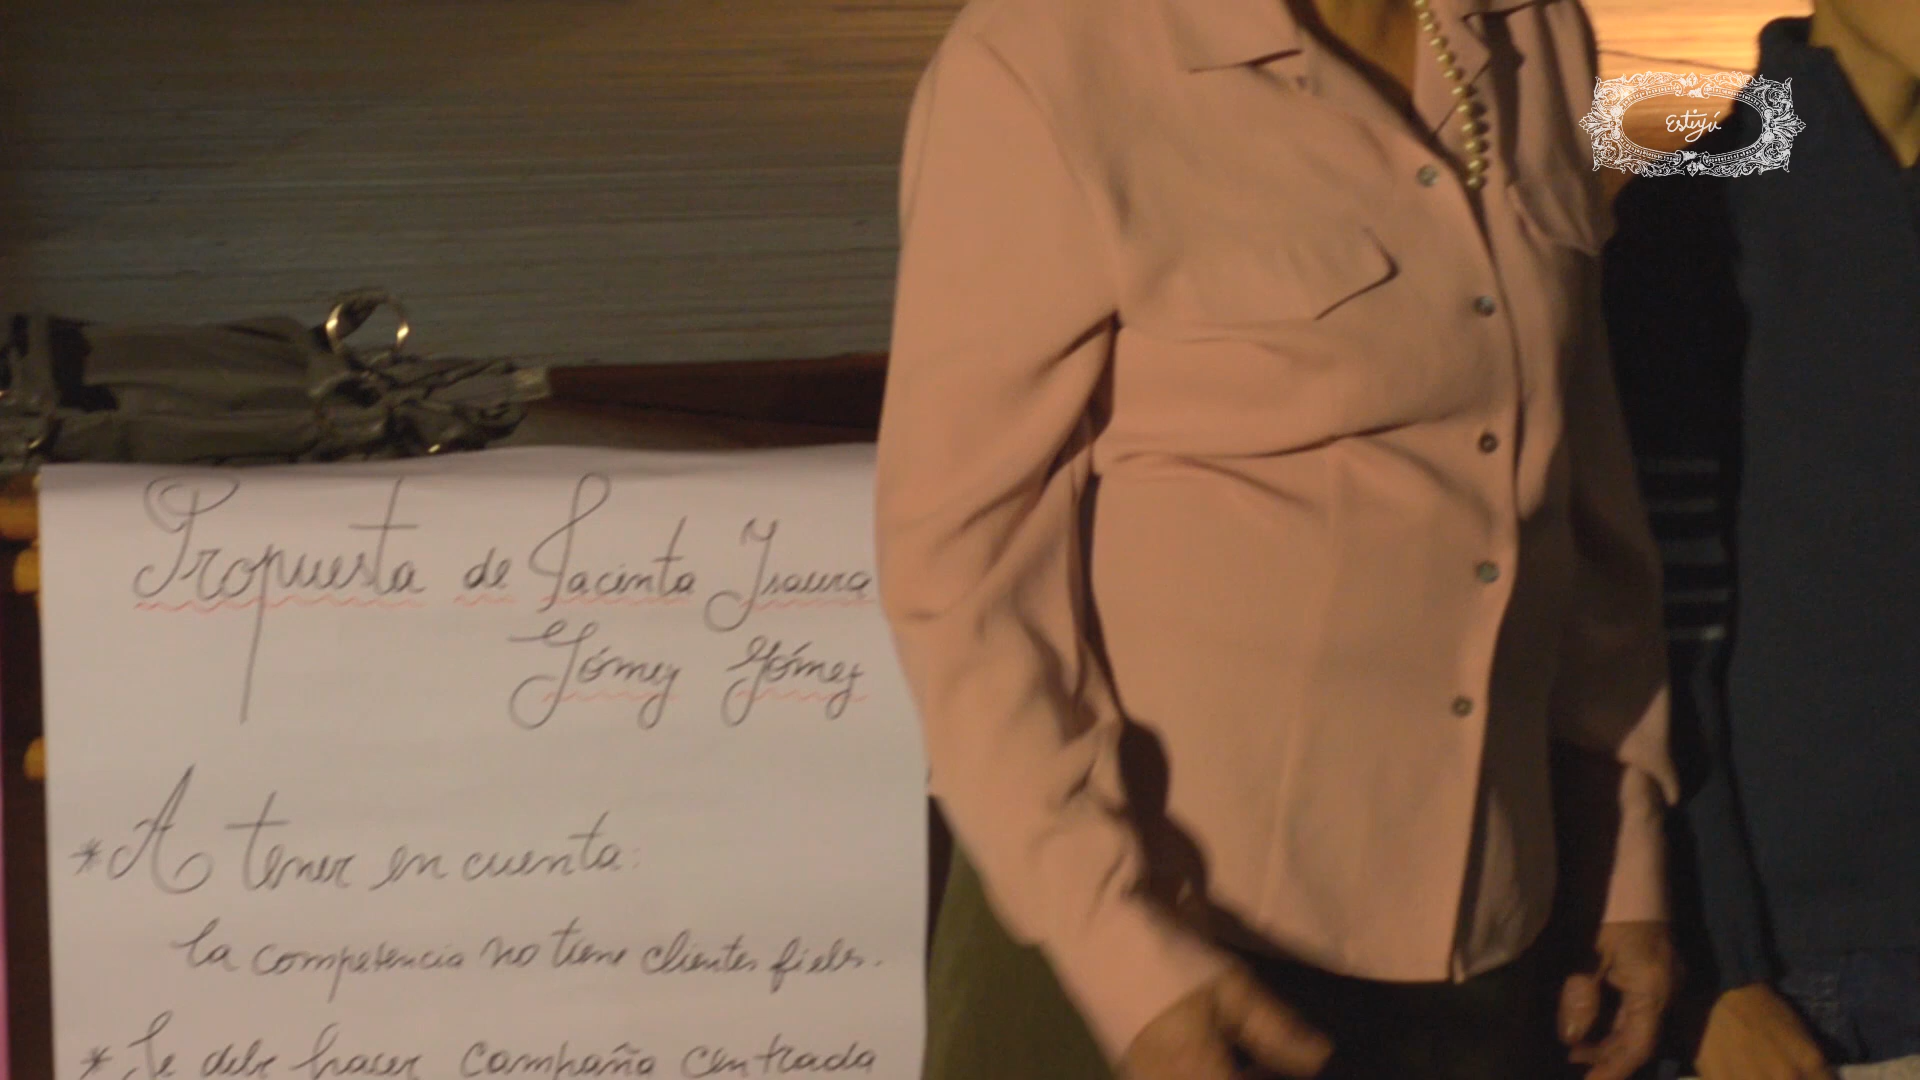 Estuyú
Propuesta de Jacinta Isaura
Gómez Gómez
*A tener en cuenta:
la competencia no tiene clientes fieles.
* Se debe hacer campaña centrada